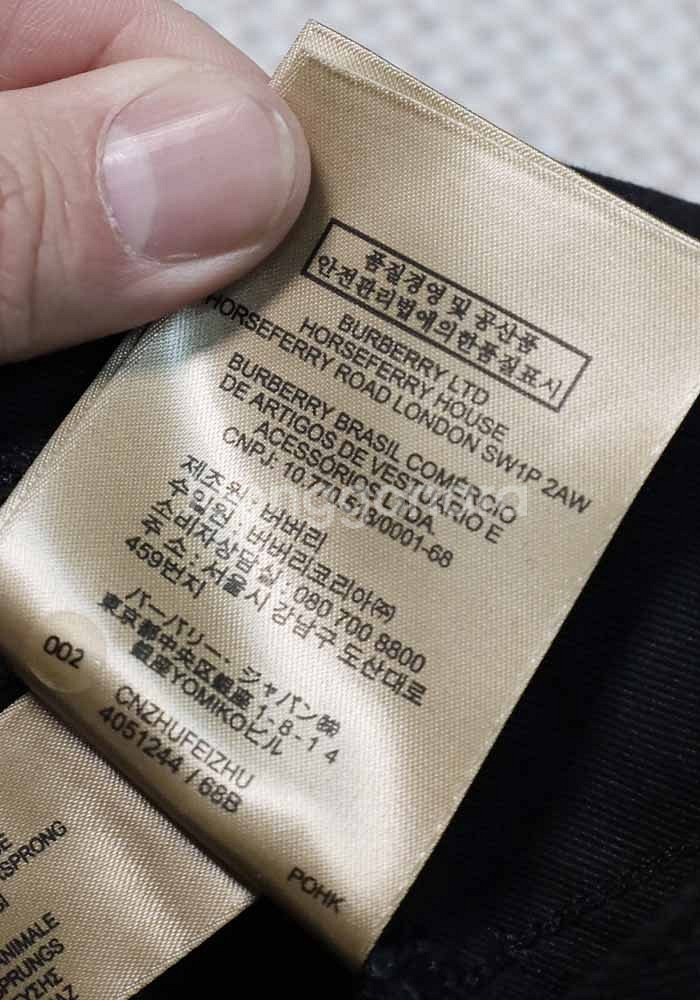 품질경영 및 공산품
안전관리법에의한품질표시
BURBERRY LTD
HORSEFERRY HOUSE
HORSEFERRY ROAD LONDON SW1P 2AW
BURBERRY BRASIL COMÉRCIO
DE ARTIGOS DE VESTUÁRIO E
ACESSÓRIOS LTDA.
CNPJ: 10.770.518/0001-68
제조원 : 버버리
수입원 : 버버리코리아㈜
소비자상담실 : 080 700 8800
주 소 : 서울시 강남구 도산대로
459번지
バーバリー・ジャパン㈱
東京都中央区銀座1-8-14
銀座YOMIKOビル
002
CNZHUFEIZHU
4051244 / 68B
POHK
RSPRONG
ANIMALE
SPRUNGS